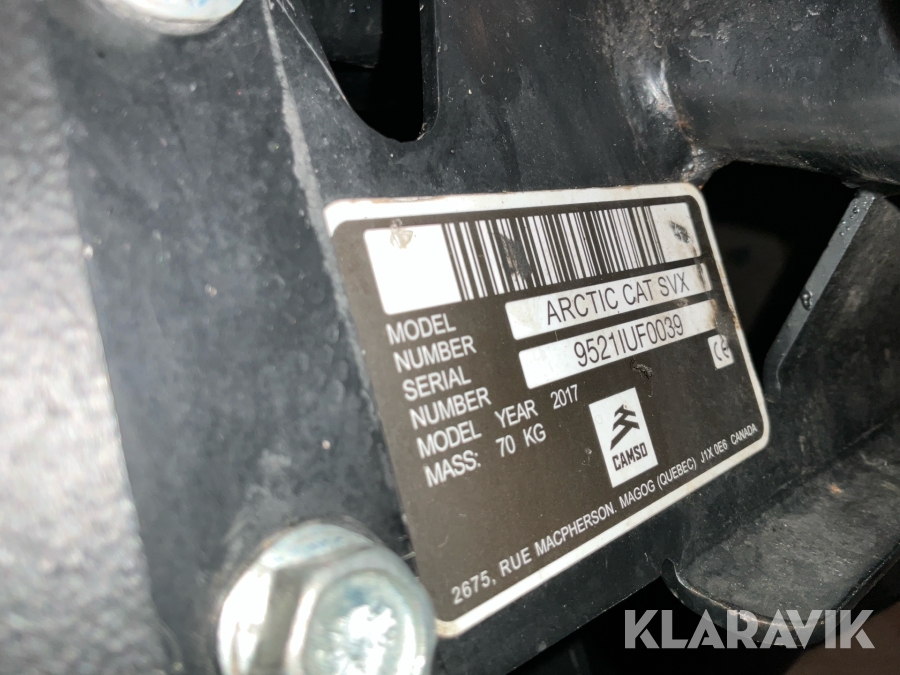 MODEL NUMBER ARCTIC CAT SVX
SERIAL NUMBER 9521IUF0039
MODEL YEAR 2017
MASS: 70 KG
CAMSO
CE
2675, RUE MACPHERSON. MAGOG (QUEBEC) J1X 0E6 CANADA
KLARAVIK